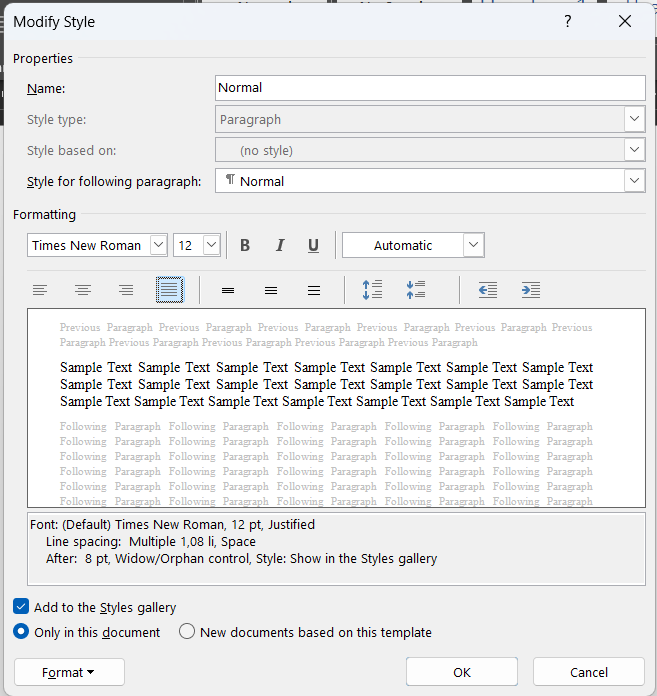 Modify Style ?
Properties
Name: Normal
Style type: Paragraph
Style based on: (no style)
Style for following paragraph: ¶ Normal
Formatting
Times New Roman 12 B I U Automatic
Previous Paragraph Previous Paragraph Previous Paragraph Previous Paragraph Previous Paragraph Previous
Paragraph Previous Paragraph Previous Paragraph Previous Paragraph Previous Paragraph
Sample Text Sample Text Sample Text Sample Text Sample Text Sample Text Sample Text
Sample Text Sample Text Sample Text Sample Text Sample Text Sample Text Sample Text
Sample Text Sample Text Sample Text Sample Text Sample Text Sample Text Sample Text
Following Paragraph Following Paragraph Following Paragraph Following Paragraph Following Paragraph
Following Paragraph Following Paragraph Following Paragraph Following Paragraph Following Paragraph
Following Paragraph Following Paragraph Following Paragraph Following Paragraph Following Paragraph
Following Paragraph Following Paragraph Following Paragraph Following Paragraph Following Paragraph
Following Paragraph Following Paragraph Following Paragraph Following Paragraph Following Paragraph
Following Paragraph Following Paragraph Following Paragraph Following Paragraph Following Paragraph
Font: (Default) Times New Roman, 12 pt, Justified
Line spacing: Multiple 1,08 li, Space
After: 8 pt, Widow/Orphan control, Style: Show in the Styles gallery
Add to the Styles gallery
Only in this document New documents based on this template
Format OK Cancel